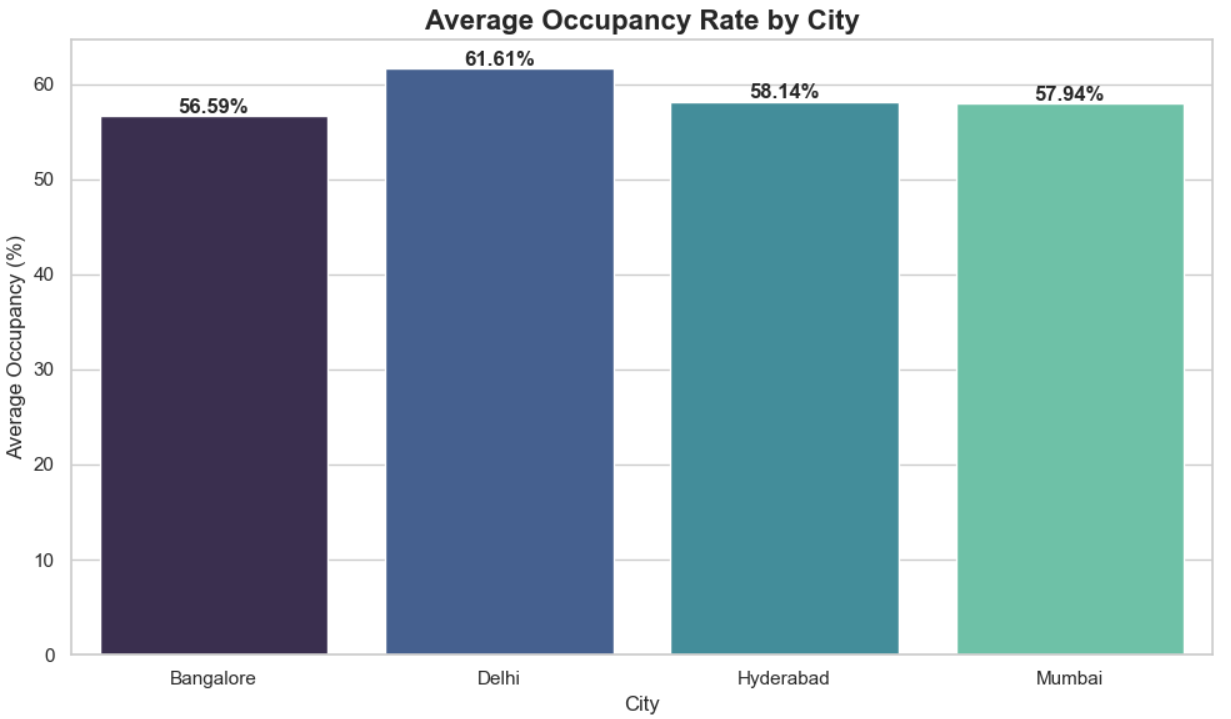 Average Occupancy Rate by City
61.61%
56.59%
58.14%
57.94%
60
50
40
30
20
10
0
Average Occupancy (%)
Bangalore
Delhi
Hyderabad
Mumbai
City